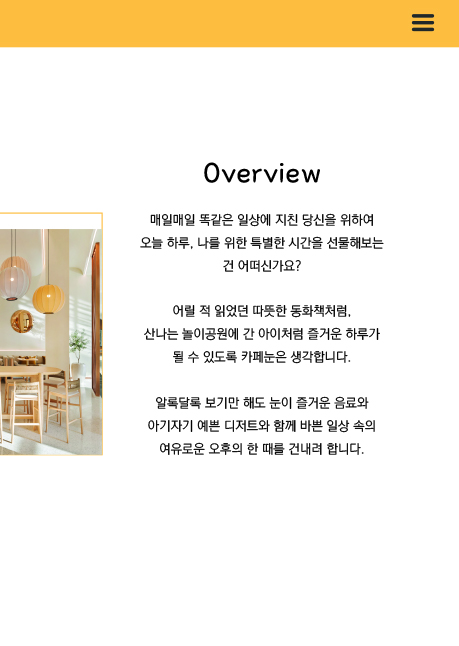 Overview
매일매일 똑같은 일상에 지친 당신을 위하여
오늘 하루, 나를 위한 특별한 시간을 선물해보는
건 어떠신가요?
어릴 적 읽었던 따뜻한 동화책처럼,
산나는 놀이공원에 간 아이처럼 즐거운 하루가
될 수 있도록 카페눈은 생각합니다.
알록달록 보기만 해도 눈이 즐거운 음료와
아기자기 예쁜 디저트와 함께 바쁜 일상 속의
여유로운 오후의 한 때를 건내려 합니다.